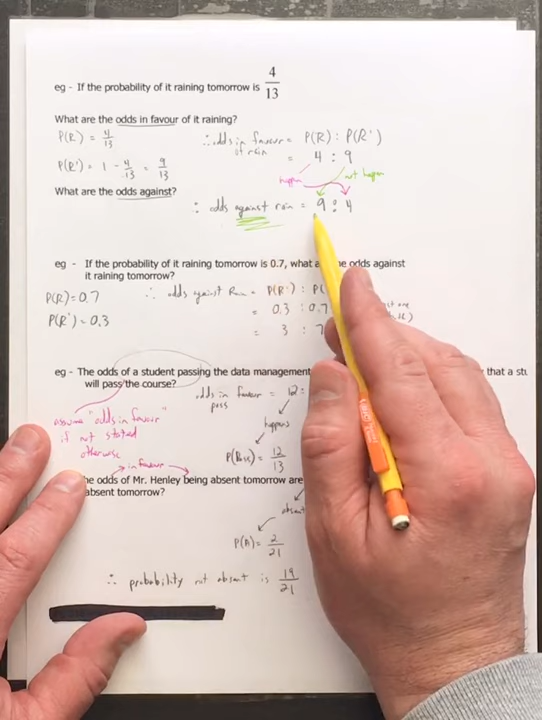 eg - If the probability of it raining tomorrow is 4/13
What are the odds in favour of it raining?
P(R) = 4/13
∴ odds in favour of rain = P(R) : P(R')
= 4 : 9
P(R') = 1 - 4/13 = 9/13
happen
not happen
What are the odds against?
∴ odds against rain = 9 : 4
eg - If the probability of it raining tomorrow is 0.7, what a e odds against
it raining tomorrow?
P(R) = 0.7
∴ odds against Rain = P(R') : P(
= 0.3 : 0.7
P(R') = 0.3
= 3 : 7
eg - The odds of a student passing the data management
that a stu
will pass the course?
odds in favour pass = 12 :
assume "odds in favour"
if not stated
otherwise
happens
P(Pass) = 12/13
in favour
he odds of Mr. Henley being absent tomorrow are
absent tomorrow?
absent
P(A) = 2/21
∴ probability not absent is 19/21